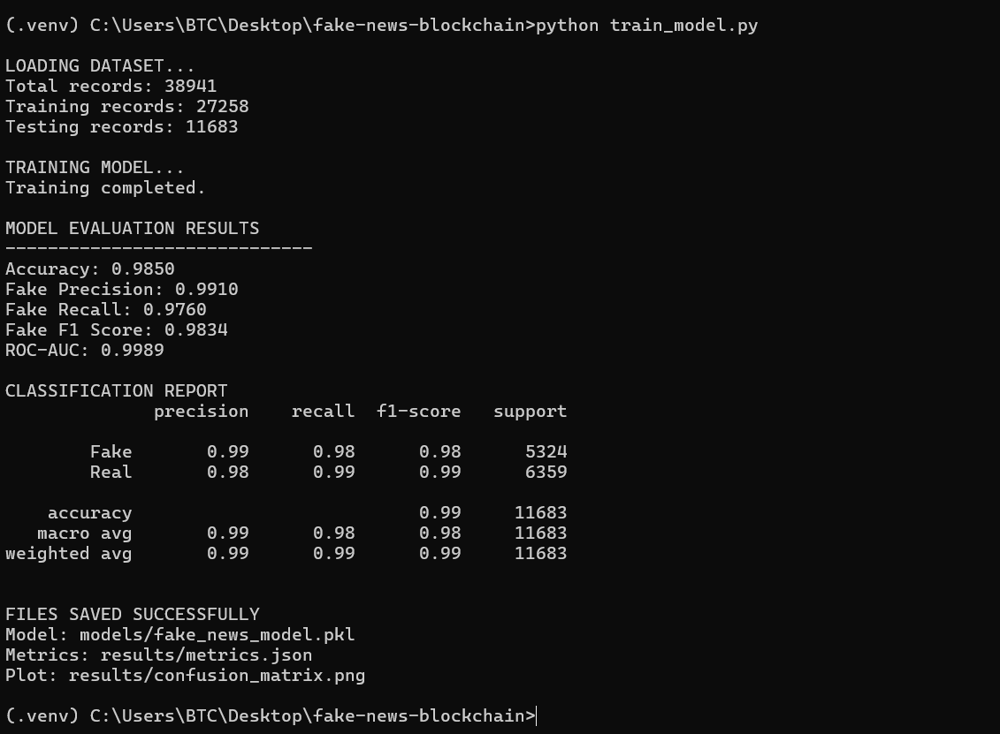 (.venv) C:\Users\BTC\Desktop\fake-news-blockchain>python train_model.py
LOADING DATASET...
Total records: 38941
Training records: 27258
Testing records: 11683
TRAINING MODEL...
Training completed.
MODEL EVALUATION RESULTS
-----------------------------
Accuracy: 0.9850
Fake Precision: 0.9910
Fake Recall: 0.9760
Fake F1 Score: 0.9834
ROC-AUC: 0.9989
CLASSIFICATION REPORT
              precision    recall  f1-score   support
        Fake       0.99      0.98      0.98      5324
        Real       0.98      0.99      0.99      6359
    accuracy                           0.99     11683
   macro avg       0.99      0.98      0.98     11683
weighted avg       0.99      0.99      0.99     11683
FILES SAVED SUCCESSFULLY
Model: models/fake_news_model.pkl
Metrics: results/metrics.json
Plot: results/confusion_matrix.png
(.venv) C:\Users\BTC\Desktop\fake-news-blockchain>